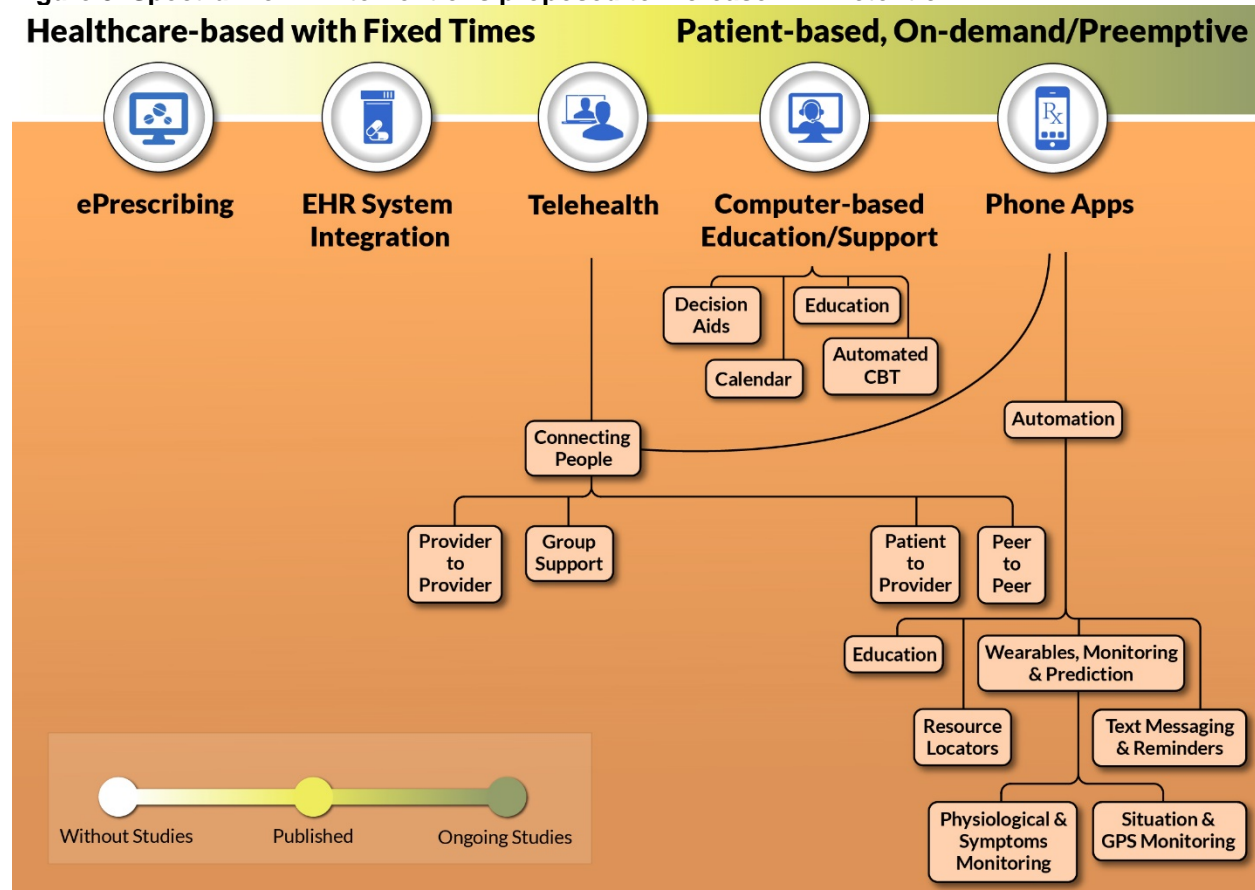 Healthcare-based with Fixed Times
Patient-based, On-demand/Preemptive
Rx
ePrescribing
EHR System
Integration
Telehealth
Computer-based
Education/Support
Phone Apps
Decision
Aids
Education
Calendar
Automated
CBT
Connecting
People
Automation
Provider
to
Provider
Group
Support
Patient
to
Provider
Peer
to
Peer
Education
Wearables, Monitoring
& Prediction
Resource
Locators
Text Messaging
& Reminders
Physiological &
Symptoms
Monitoring
Situation &
GPS Monitoring
Without Studies
Published
Ongoing Studies